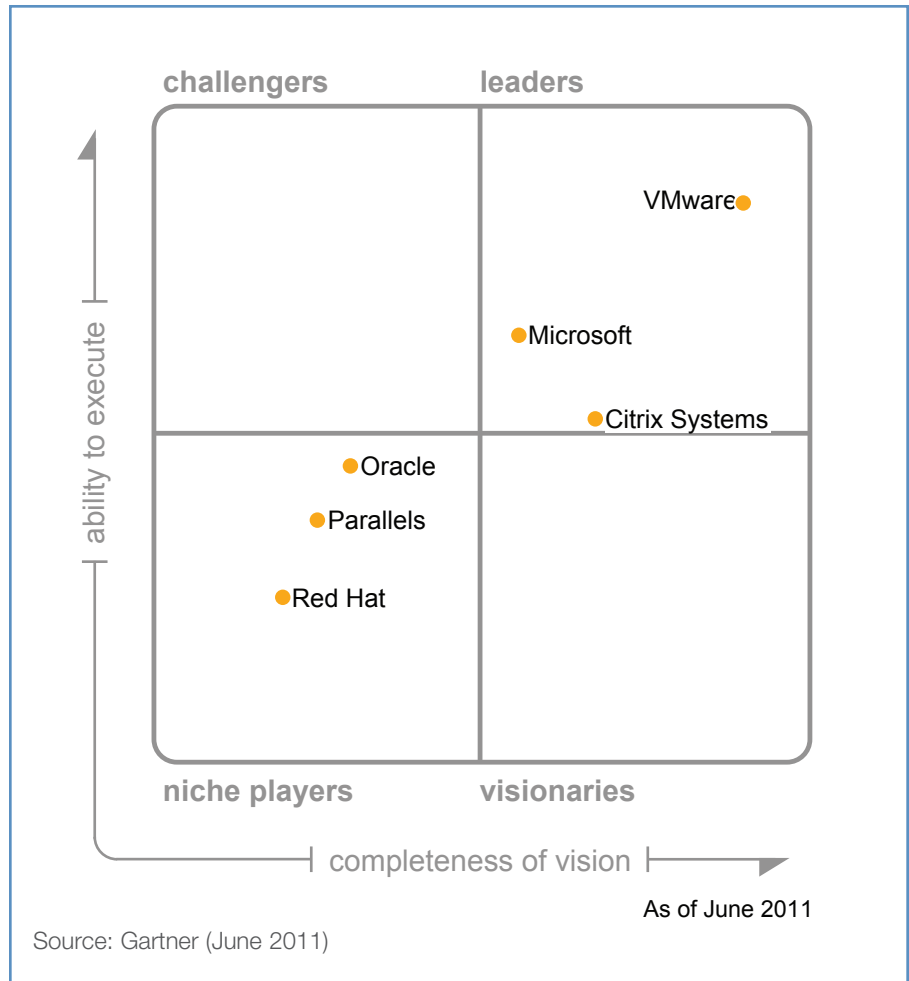 challengers
leaders
VMware
Microsoft
Citrix Systems
ability to execute
Oracle
Parallels
Red Hat
niche players
visionaries
completeness of vision
As of June 2011
Source: Gartner (June 2011)